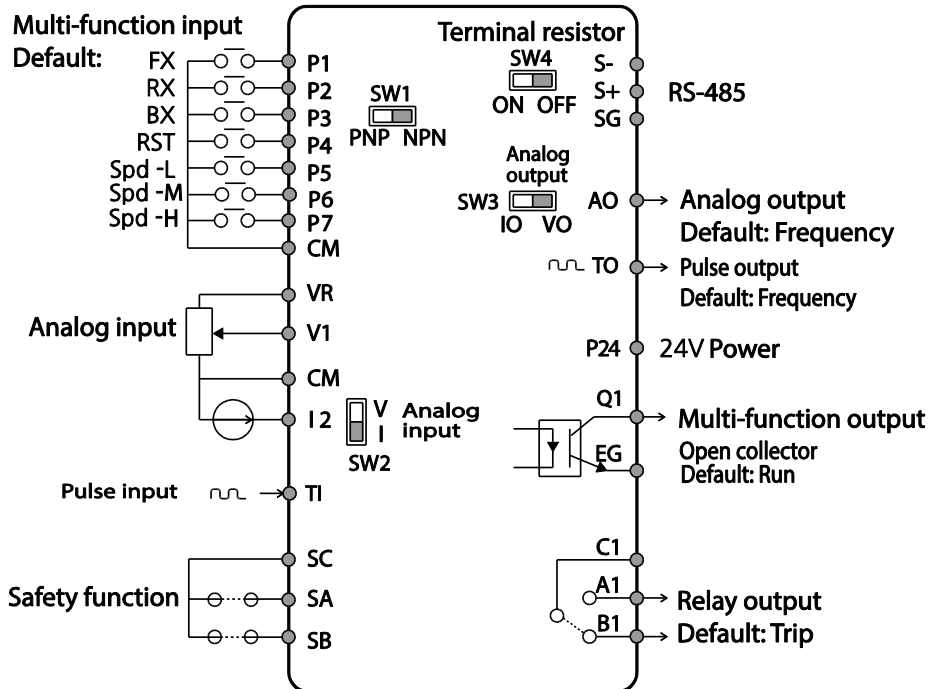 Multi-function input
Default:
FX
RX
BX
RST
Spd -L
Spd -M
Spd -H
P1
P2
P3
P4
P5
P6
P7
CM
SW1
PNP NPN
Analog input
VR
V1
CM
I 2
V
I
SW2
Analog
input
Pulse input
TI
Safety function
SC
SA
SB
Terminal resistor
SW4
ON OFF
S-
S+
SG
RS-485
Analog
output
SW3
IO VO
AO
Analog output
Default: Frequency
TO
Pulse output
Default: Frequency
P24
24V Power
Q1
EG
Multi-function output
Open collector
Default: Run
C1
A1
B1
Relay output
Default: Trip